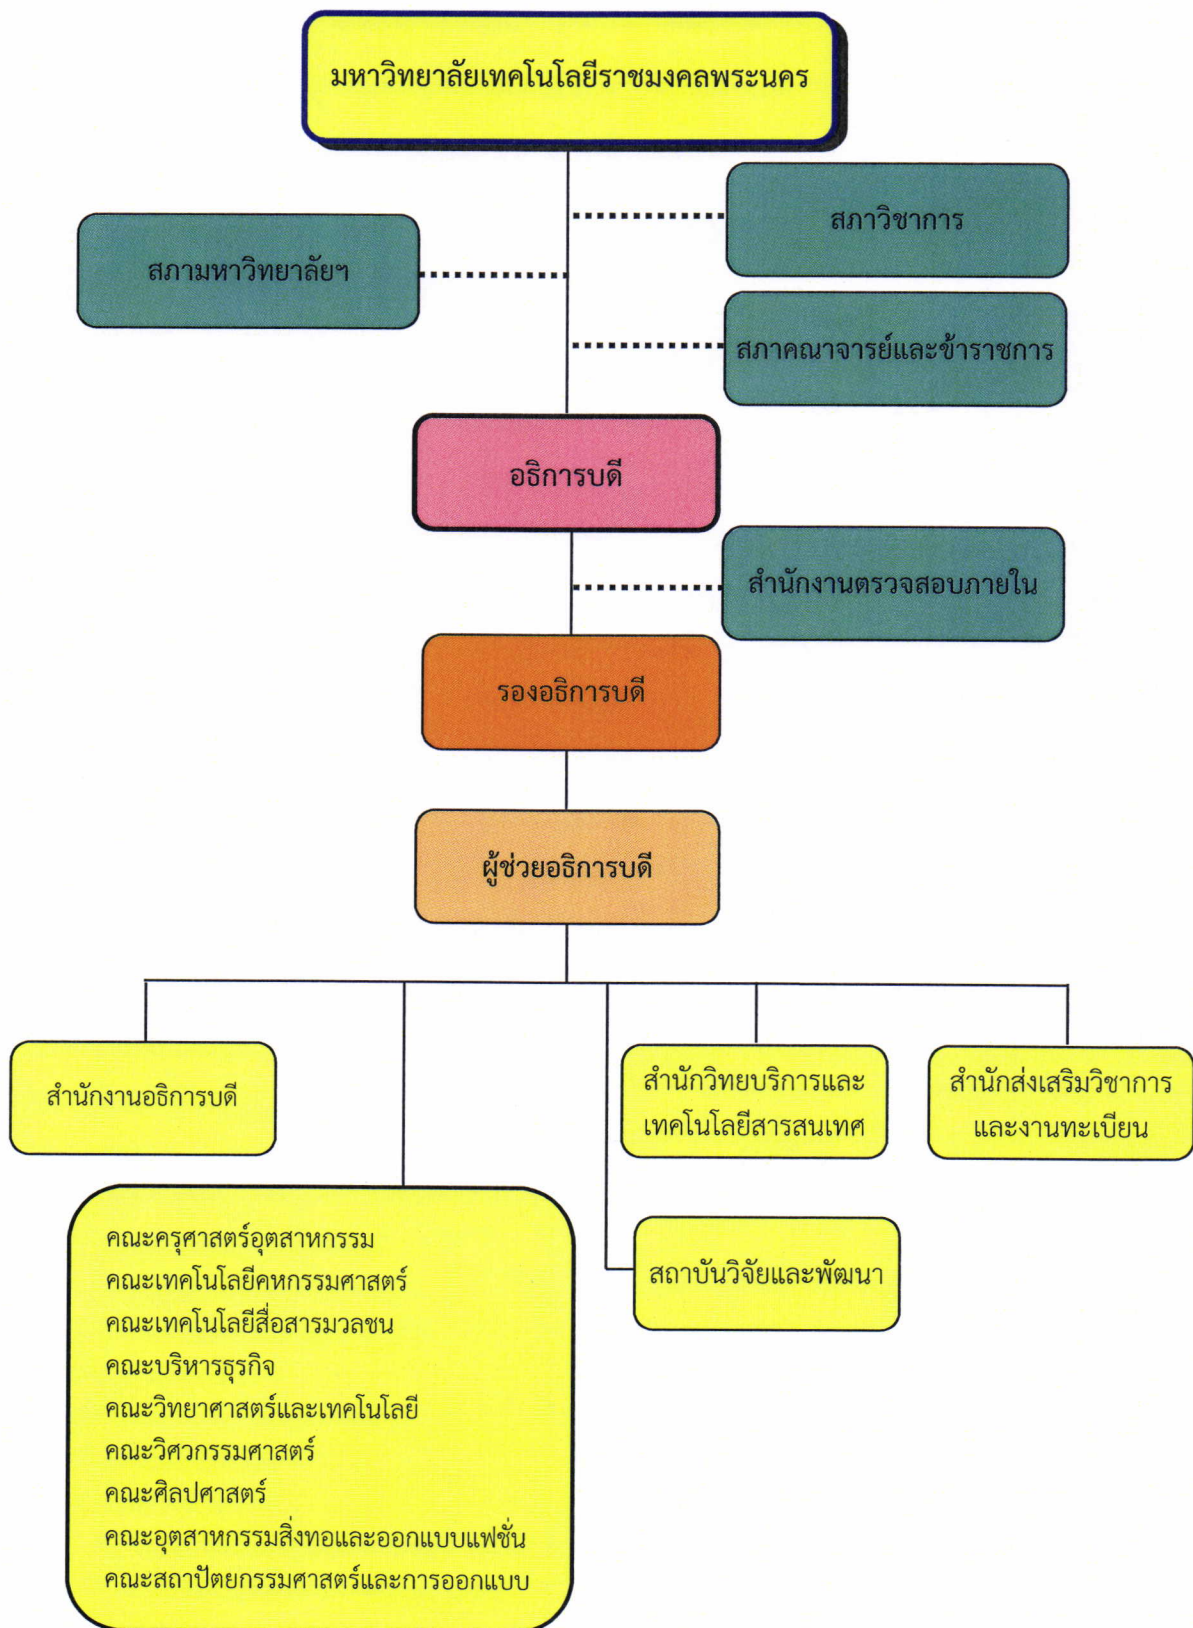 มหาวิทยาลัยเทคโนโลยีราชมงคลพระนคร
สภาวิชาการ
สภามหาวิทยาลัยฯ
สภาคณาจารย์และข้าราชการ
อธิการบดี
สำนักงานตรวจสอบภายใน
รองอธิการบดี
ผู้ช่วยอธิการบดี
สำนักงานอธิการบดี
สำนักวิทยบริการและ
เทคโนโลยีสารสนเทศ
สำนักส่งเสริมวิชาการ
และงานทะเบียน
คณะครุศาสตร์อุตสาหกรรม
คณะเทคโนโลยีคหกรรมศาสตร์
คณะเทคโนโลยีสื่อสารมวลชน
คณะบริหารธุรกิจ
คณะวิทยาศาสตร์และเทคโนโลยี
คณะวิศวกรรมศาสตร์
คณะศิลปศาสตร์
คณะอุตสาหกรรมสิ่งทอและออกแบบแฟชั่น
คณะสถาปัตยกรรมศาสตร์และการออกแบบ
สถาบันวิจัยและพัฒนา